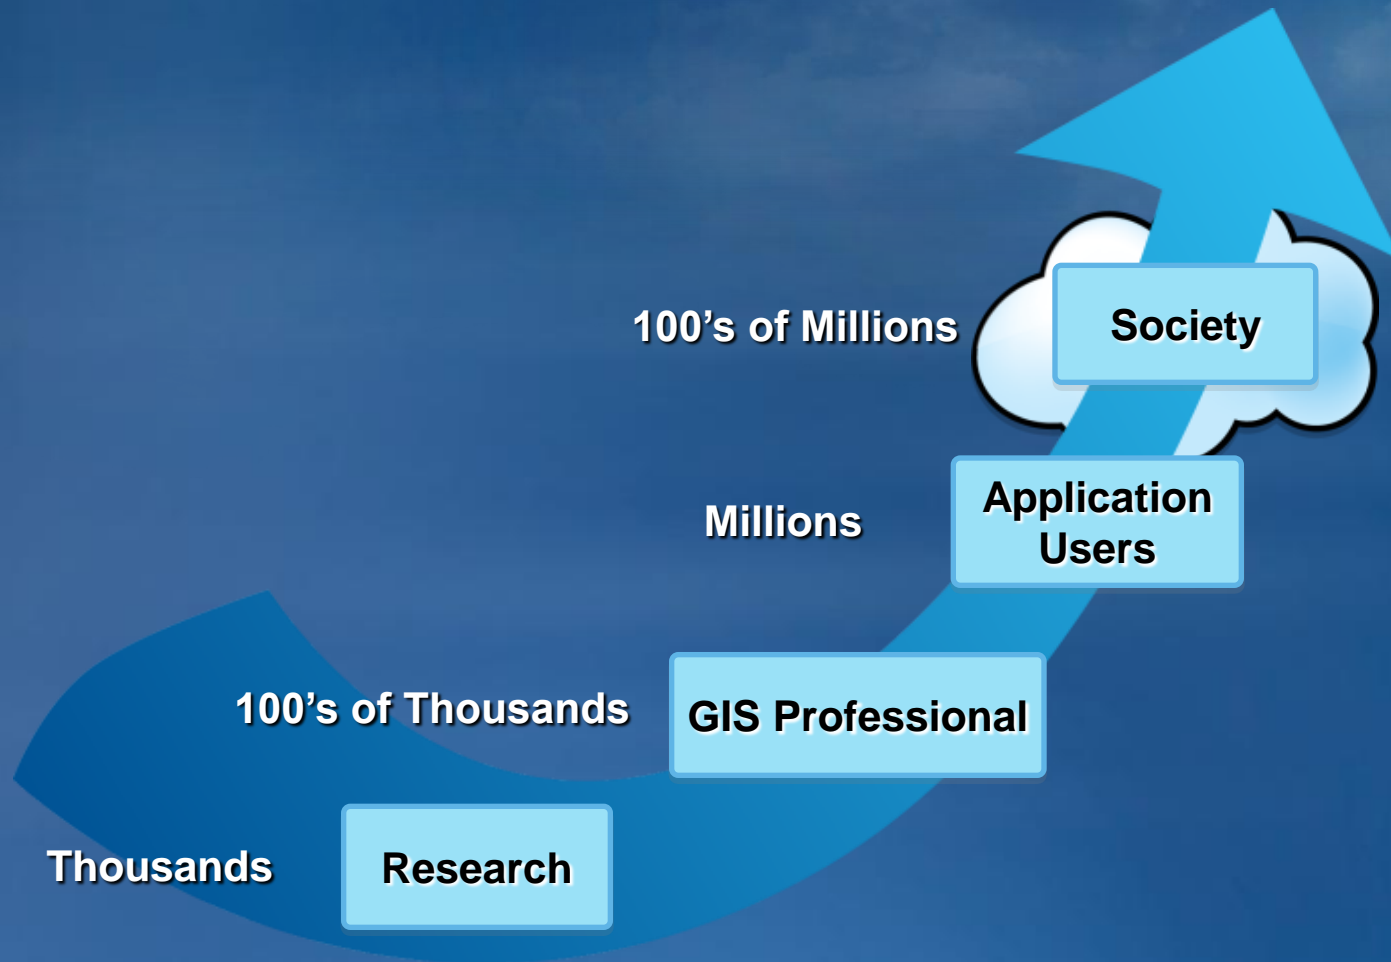 100’s of Millions
Society
Millions
Application
Users
100’s of Thousands
GIS Professional
Thousands
Research